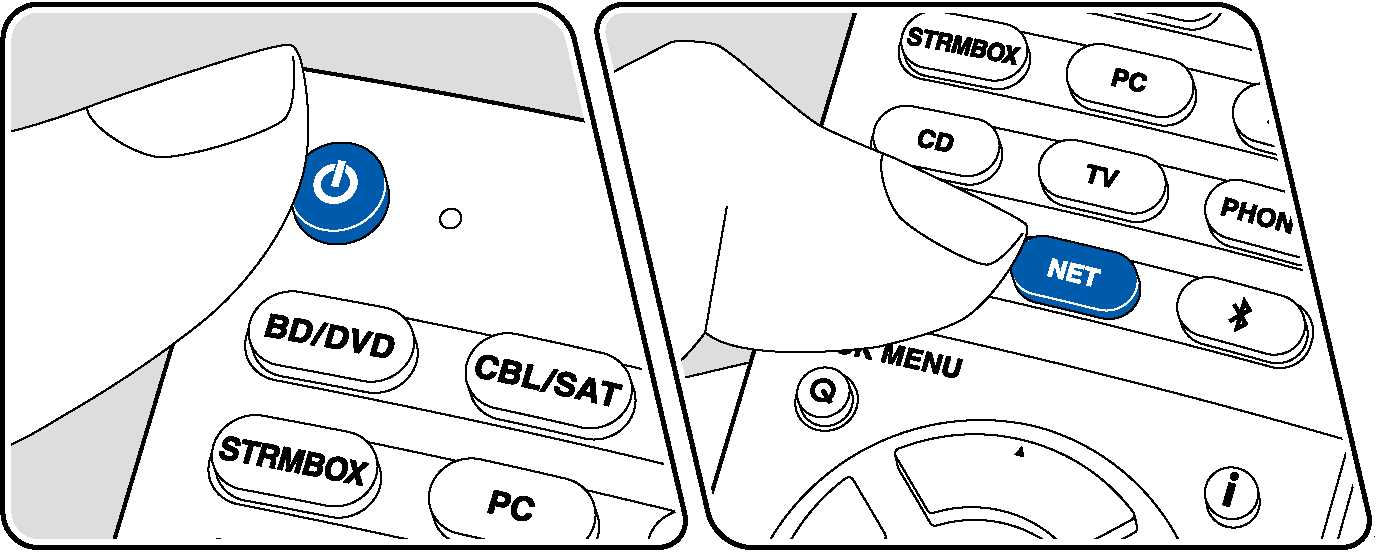 BD/DVD
CBL/SAT
STRMBOX
PC
STRMBOX
PC
CD
TV
PHON
NET
MENU
Q
i